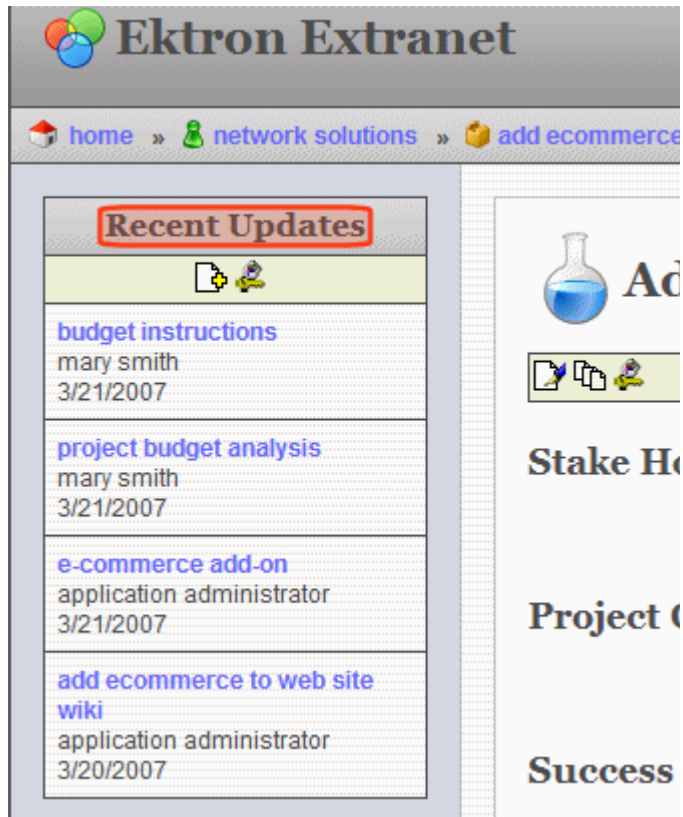 Ektron Extranet
home » network solutions » add ecommerce
Recent Updates
budget instructions
mary smith
3/21/2007
project budget analysis
mary smith
3/21/2007
e-commerce add-on
application administrator
3/21/2007
add ecommerce to web site
wiki
application administrator
3/20/2007
Ad
Stake Ho
Project
Success